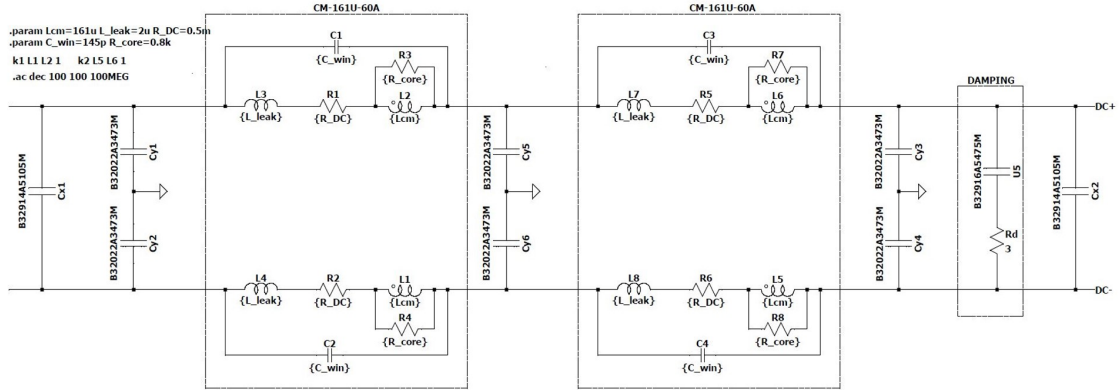 CM-161U-60A
CM-161U-60A
.param Lcm=161u L_leak=2u R_DC=0.5m
.param C_win=145p R_core=0.8k
k1 L1 L2 1 k2 L5 L6 1
.ac dec 100 100 100MEG
C1
{C_win}
R3
{R_core}
L3
{L_leak}
R1
{R_DC}
L2
{Lcm}
C3
{C_win}
R7
{R_core}
L7
{L_leak}
R5
{R_DC}
L6
{Lcm}
DAMPING
DC+
B32914A5105M
Cx1
B32022A3473M
Cy1
B32022A3473M
Cy2
B32022A3473M
Cy5
B32022A3473M
Cy6
B32022A3473M
Cy3
B32022A3473M
Cy4
B32916A5475M
U5
Rd
3
B32914A5105M
Cx2
L4
{L_leak}
R2
{R_DC}
L1
{Lcm}
R4
{R_core}
C2
{C_win}
L8
{L_leak}
R6
{R_DC}
L5
{Lcm}
R8
{R_core}
C4
{C_win}
DC-